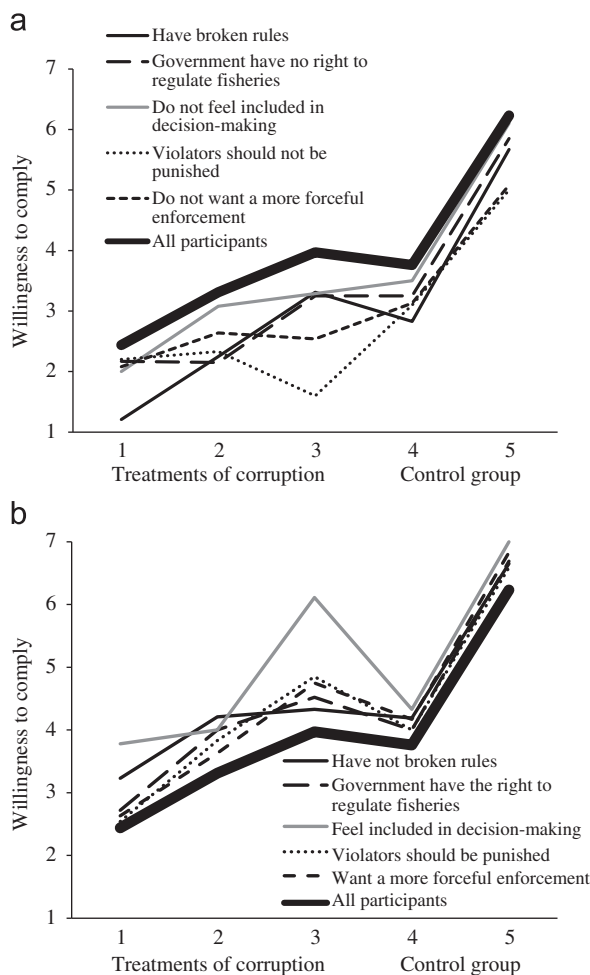 a
Have broken rules
Government have no right to
regulate fisheries
Do not feel included in
decision-making
Violators should not be
punished
Do not want a more forceful
enforcement
All participants
7
6
5
4
3
2
1
Willingness to comply
1 2 3 4 5
Treatments of corruption Control group
b
7
6
5
4
3
2
1
Willingness to comply
Have not broken rules
Government have the right to
regulate fisheries
Feel included in decision-making
Violators should be punished
Want a more forceful enforcement
All participants
1 2 3 4 5
Treatments of corruption Control group